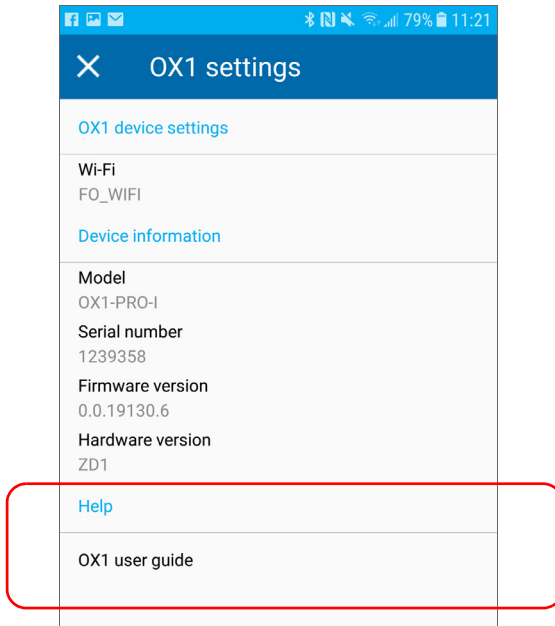 79% 11:21
OX1 settings
OX1 device settings
Wi-Fi
FO_WIFI
Device information
Model
OX1-PRO-I
Serial number
1239358
Firmware version
0.0.19130.6
Hardware version
ZD1
Help
OX1 user guide